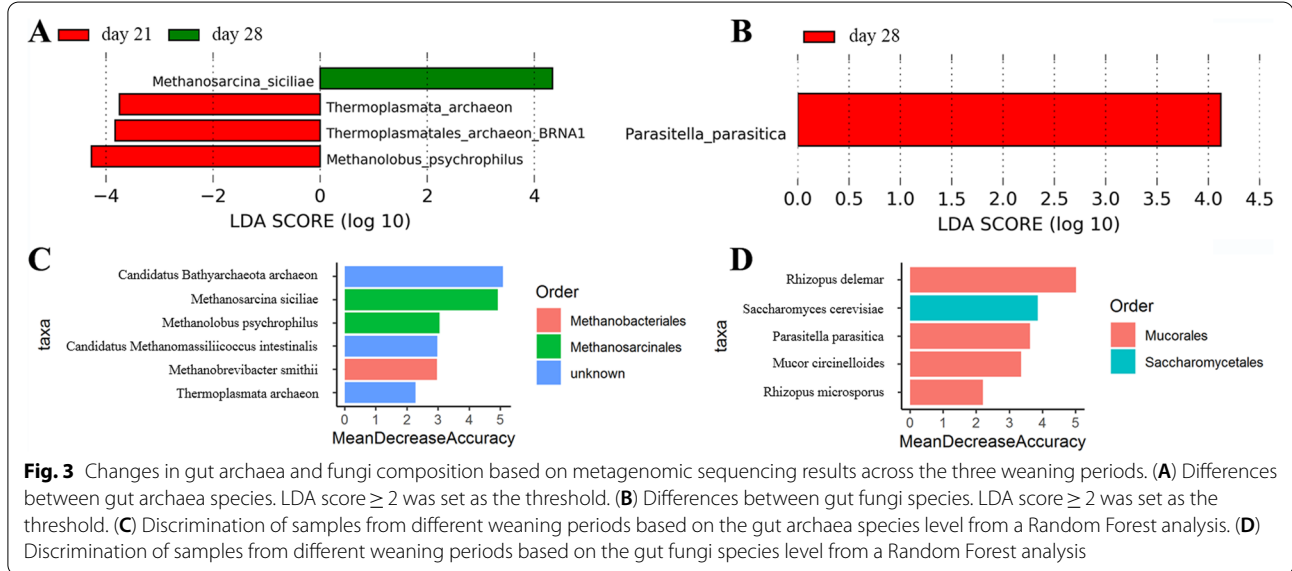 A
day 21
day 28
Methanosarcina_siciliae
Thermoplasmata_archaeon
Thermoplasmatales_archaeon_BRNA1
Methanolobus_psychrophilus
−4 −2 0 2 4
LDA SCORE (log 10)
B
day 28
Parasitella_parasitica
0.0 0.5 1.0 1.5 2.0 2.5 3.0 3.5 4.0 4.5
LDA SCORE (log 10)
C
taxa
Candidatus Bathyarchaeota archaeon
Methanosarcina siciliae
Methanolobus psychrophilus
Candidatus Methanomassiliicoccus intestinalis
Methanobrevibacter smithii
Thermoplasmata archaeon
0 1 2 3 4 5
MeanDecreaseAccuracy
Order
Methanobacteriales
Methanosarcinales
unknown
D
taxa
Rhizopus delemar
Saccharomyces cerevisiae
Parasitella parasitica
Mucor circinelloides
Rhizopus microsporus
0 1 2 3 4 5
MeanDecreaseAccuracy
Order
Mucorales
Saccharomycetales
Fig. 3 Changes in gut archaea and fungi composition based on metagenomic sequencing results across the three weaning periods. (A) Differences
between gut archaea species. LDA score ≥ 2 was set as the threshold. (B) Differences between gut fungi species. LDA score ≥ 2 was set as the
threshold. (C) Discrimination of samples from different weaning periods based on the gut archaea species level from a Random Forest analysis. (D)
Discrimination of samples from different weaning periods based on the gut fungi species level from a Random Forest analysis